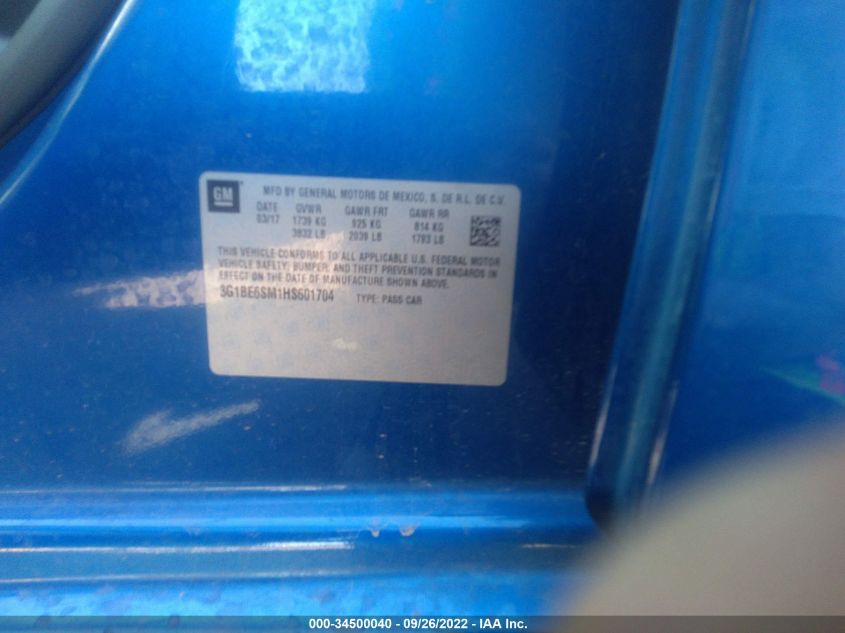 GM
MFD BY GENERAL MOTORS DE MEXICO, S. DE R.L. DE C.V.
DATE GVWR GAWR FRT GAWR RR
03/17 1739 KG 925 KG 814 KG
3832 LB 2039 LB 1793 LB
THIS VEHICLE CONFORMS TO ALL APPLICABLE U.S. FEDERAL MOTOR
VEHICLE SAFETY, BUMPER, AND THEFT PREVENTION STANDARDS IN
EFFECT ON THE DATE OF MANUFACTURE SHOWN ABOVE.
3G1BE6SM1HS601704 TYPE: PASS CAR
000-34500040 - 09/26/2022 - IAA Inc.